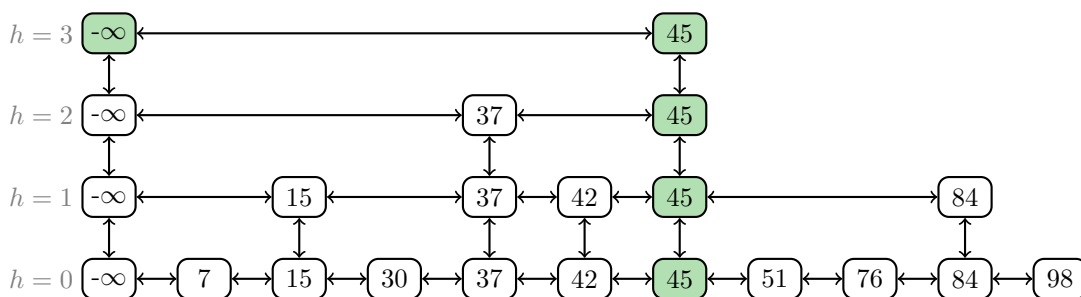 h = 3 -∞ 45
h = 2 -∞ 37 45
h = 1 -∞ 15 37 42 45 84
h = 0 -∞ 7 15 30 37 42 45 51 76 84 98